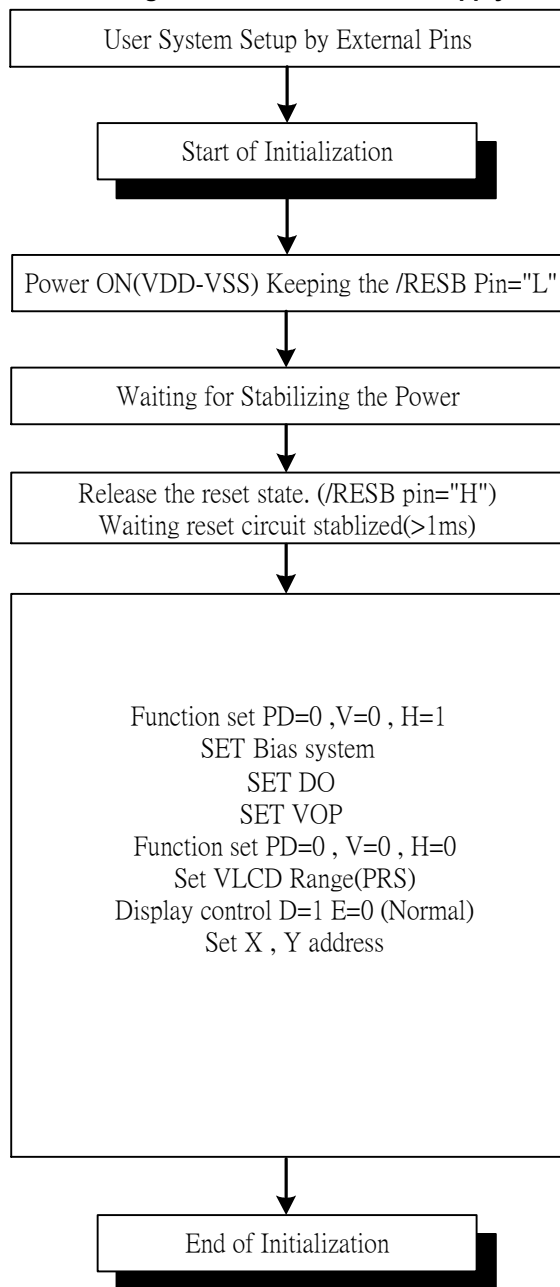 User System Setup by External Pins
Start of Initialization
Power ON(VDD-VSS) Keeping the /RESB Pin="L"
Waiting for Stabilizing the Power
Release the reset state. (/RESB pin="H")
Waiting reset circuit stablized(>1ms)
Function set PD=0 ,V=0 , H=1
SET Bias system
SET DO
SET VOP
Function set PD=0 , V=0 , H=0
Set VLCD Range(PRS)
Display control D=1 E=0 (Normal)
Set X , Y address
End of Initialization